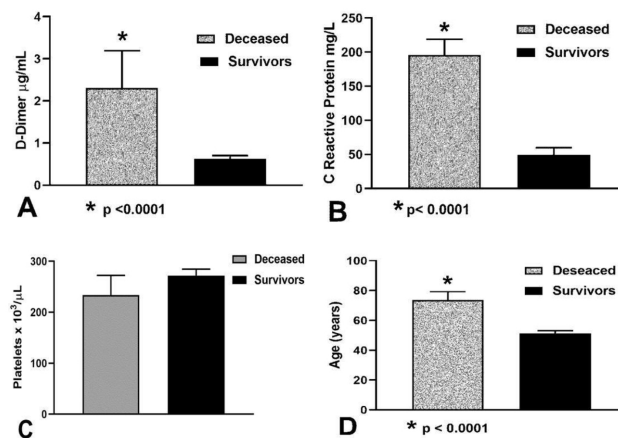 4
3
2
1
0
D-Dimer µg/mL
*
Deceased
Survivors
A
* p <0.0001
250
200
150
100
50
0
C Reactive Protein mg/L
*
Deceased
Survivors
B
* p< 0.0001
300
200
100
0
Platelets x 10³/µL
Deceased
Survivors
C
100
80
60
40
20
0
Age (years)
*
Deseaced
Survivors
D
* p < 0.0001